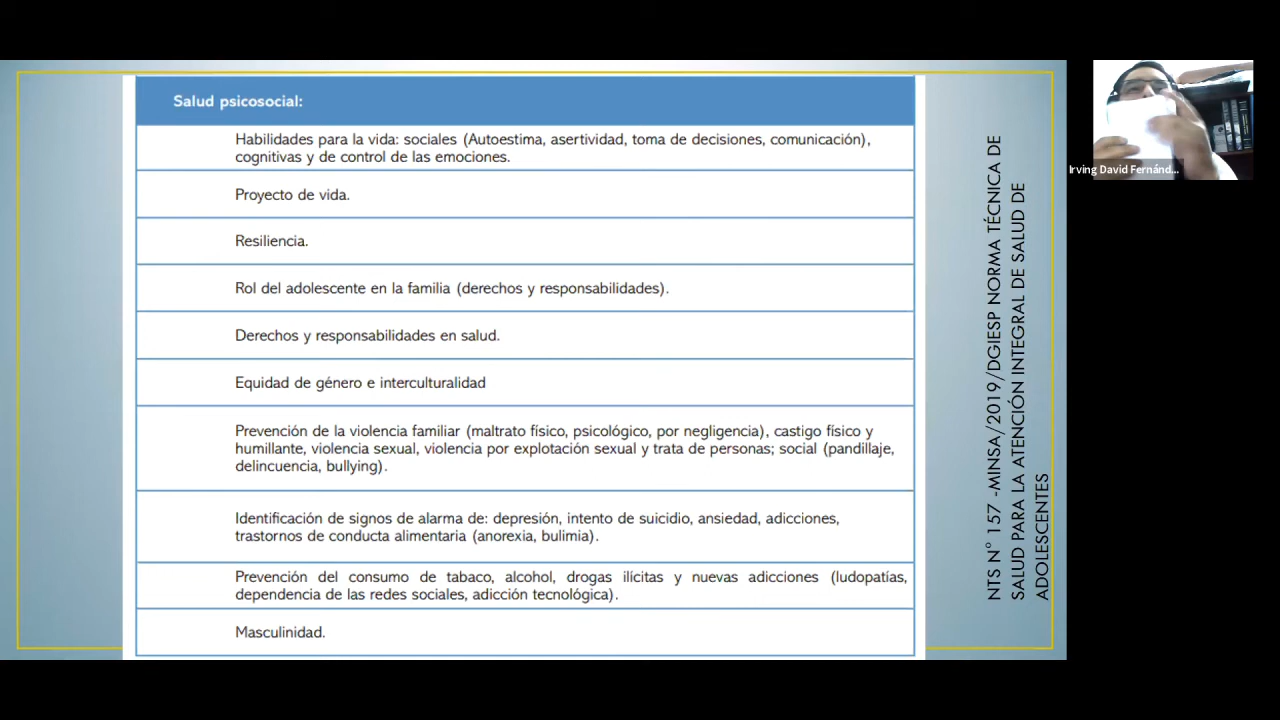 Salud psicosocial:
Habilidades para la vida: sociales (Autoestima, asertividad, toma de decisiones, comunicación),
cognitivas y de control de las emociones.
Proyecto de vida.
Resiliencia.
Rol del adolescente en la familia (derechos y responsabilidades).
Derechos y responsabilidades en salud.
Equidad de género e interculturalidad
Prevención de la violencia familiar (maltrato físico, psicológico, por negligencia), castigo físico y
humillante, violencia sexual, violencia por explotación sexual y trata de personas; social (pandillaje,
delincuencia, bullying).
Identificación de signos de alarma de: depresión, intento de suicidio, ansiedad, adicciones,
trastornos de conducta alimentaria (anorexia, bulimia).
Prevención del consumo de tabaco, alcohol, drogas ilícitas y nuevas adicciones (ludopatías,
dependencia de las redes sociales, adicción tecnológica).
Masculinidad.
NTS N° 157 -MINSA/2019/DGIESP NORMA TÉCNICA DE
SALUD PARA LA ATENCIÓN INTEGRAL DE SALUD DE
ADOLESCENTES
Irving David Fernánd...